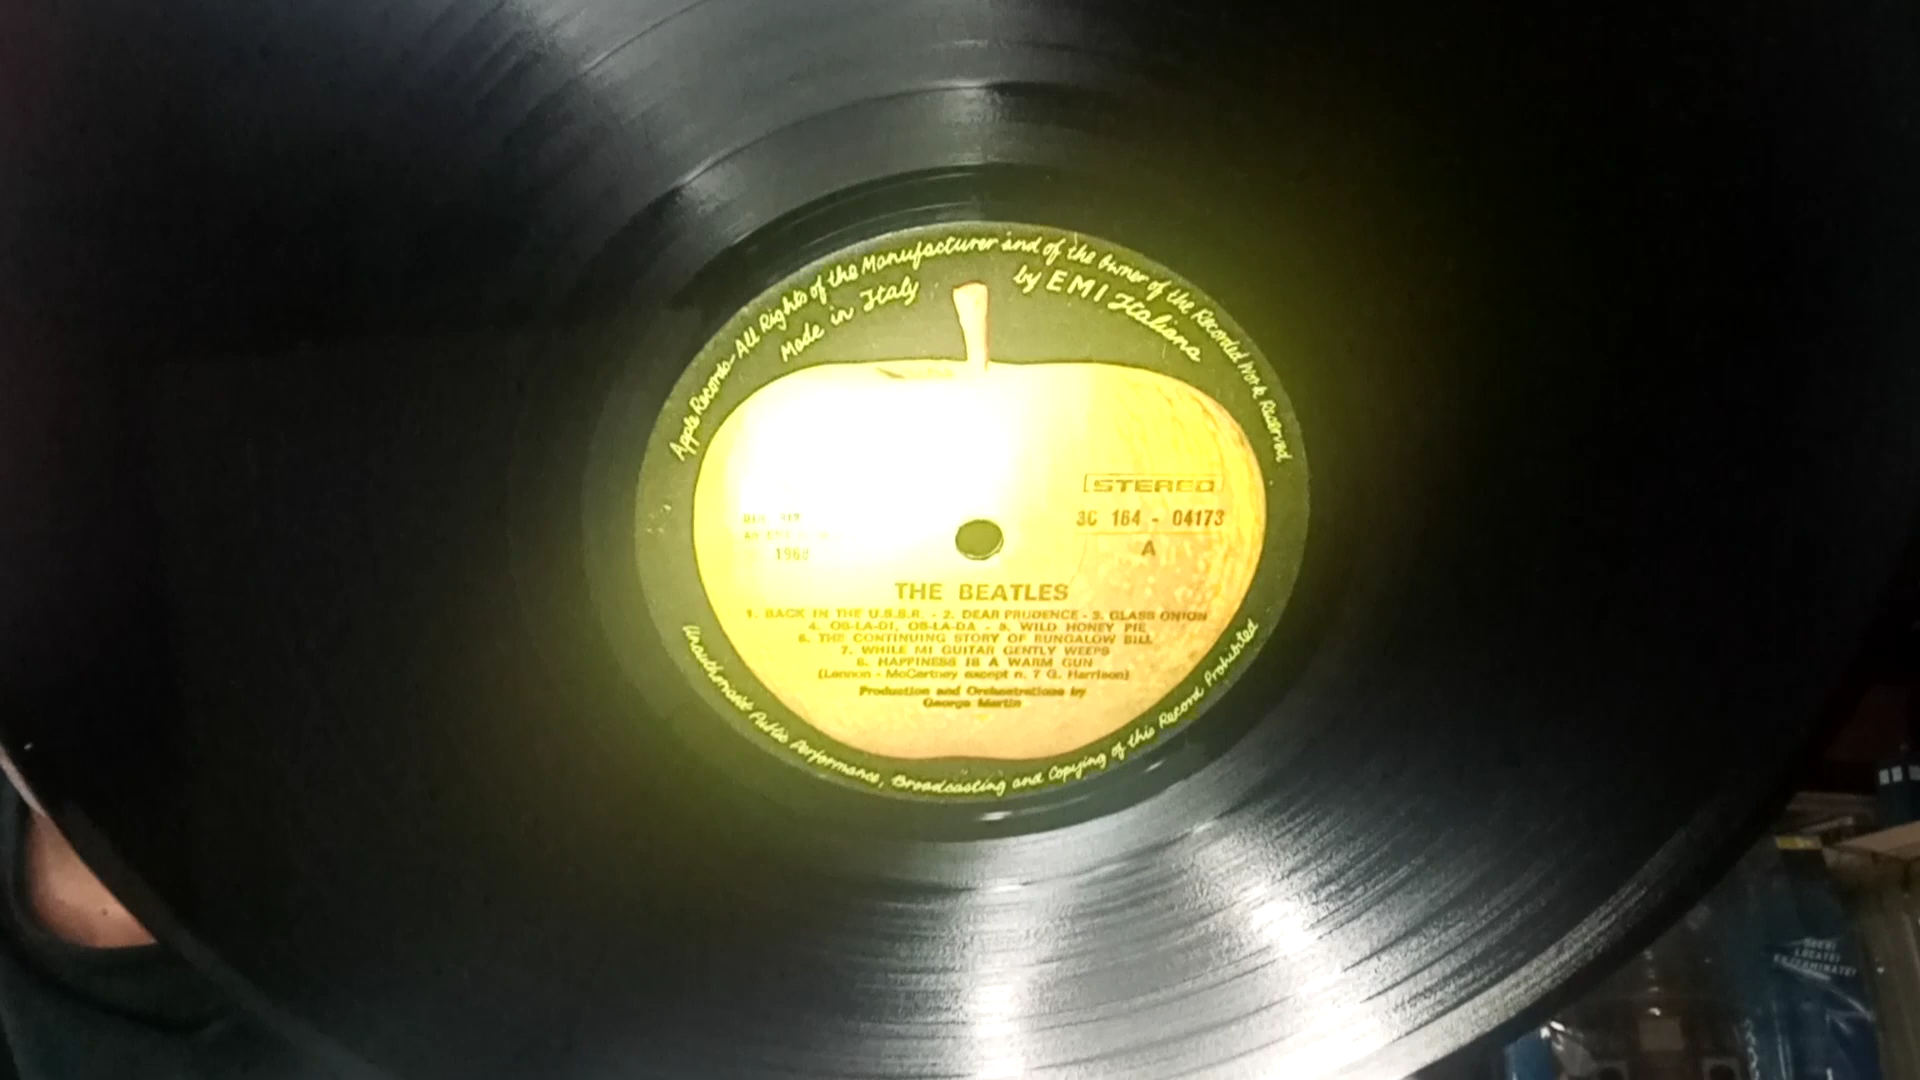 Apple Records - All Rights of the Manufacturer and of the Owner of the Recorded Work Reserved
Made in Italy
by EMI Italiana
STEREO
3C 164 - 04173
1968
A
THE BEATLES
1. BACK IN THE U.S.S.R. - 2. DEAR PRUDENCE - 3. GLASS ONION
4. OB-LA-DI, OB-LA-DA - 5. WILD HONEY PIE
6. THE CONTINUING STORY OF BUNGALOW BILL
7. WHILE MI GUITAR GENTLY WEEPS
8. HAPPINESS IS A WARM GUN
(Lennon - McCartney except n. 7 G. Harrison)
Production and Orchestrations by
George Martin
Unauthorised Public Performance, Broadcasting and Copying of this Record Prohibited
LOCATE!
EXTERMINATE!